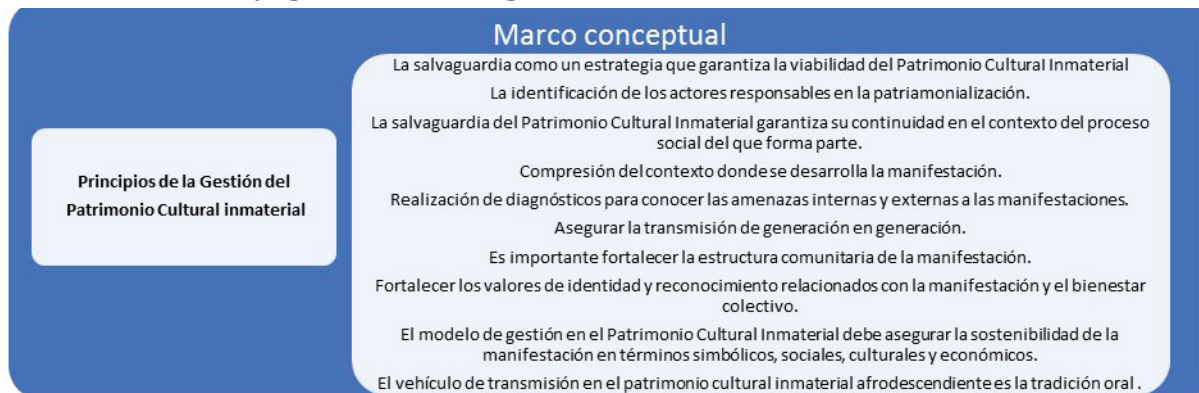 Marco conceptual
Principios de la Gestión del
Patrimonio Cultural inmaterial
La salvaguardia como un estrategia que garantiza la viabilidad del Patrimonio Cultural Inmaterial
La identificación de los actores responsables en la patriamonialización.
La salvaguardia del Patrimonio Cultural Inmaterial garantiza su continuidad en el contexto del proceso
social del que forma parte.
Compresión del contexto donde se desarrolla la manifestación.
Realización de diagnósticos para conocer las amenazas internas y externas a las manifestaciones.
Asegurar la transmisión de generación en generación.
Es importante fortalecer la estructura comunitaria de la manifestación.
Fortalecer los valores de identidad y reconocimiento relacionados con la manifestación y el bienestar
colectivo.
El modelo de gestión en el Patrimonio Cultural Inmaterial debe asegurar la sostenibilidad de la
manifestación en términos simbólicos, sociales, culturales y económicos.
El vehículo de transmisión en el patrimonio cultural inmaterial afrodescendiente es la tradición oral .